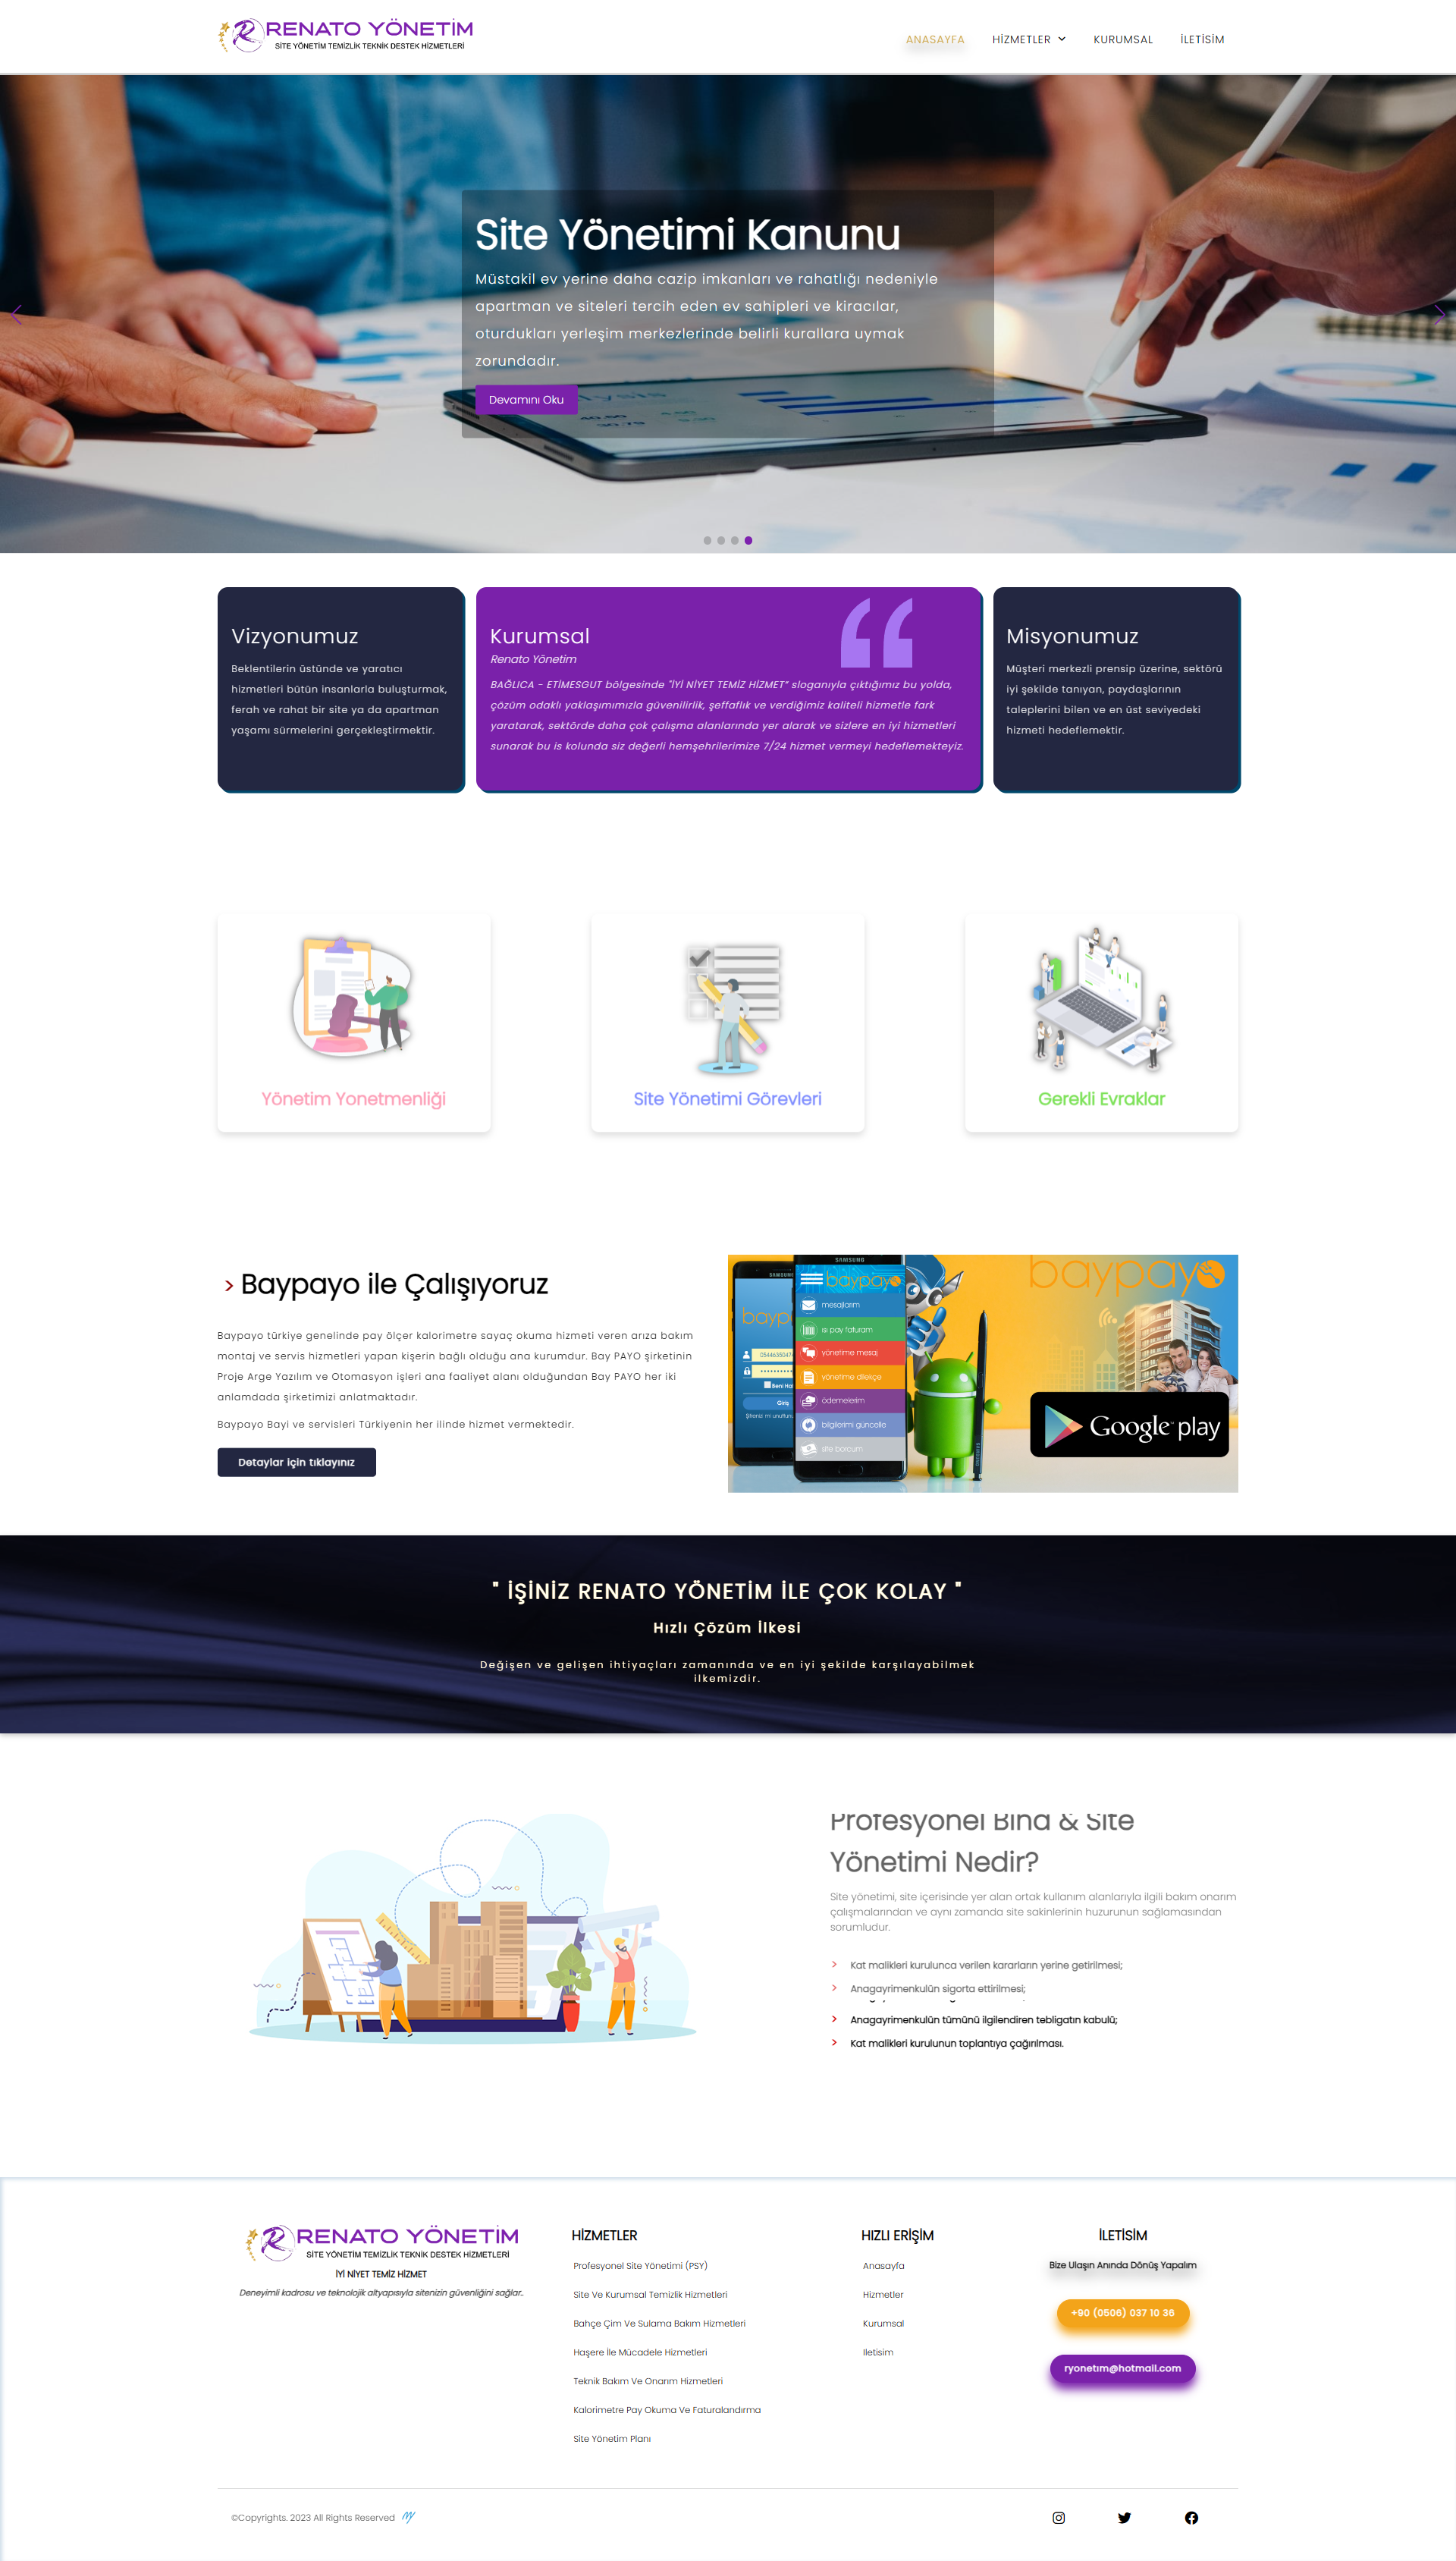 RENATO YÖNETİM
SİTE YÖNETİM TEMİZLİK TEKNİK DESTEK HİZMETLERİ
ANASAYFA
HİZMETLER
KURUMSAL
İLETİSİM
Site Yönetimi Kanunu
Müstakil ev yerine daha cazip imkanları ve rahatlığı nedeniyle
apartman ve siteleri tercih eden ev sahipleri ve kiracılar,
oturdukları yerleşim merkezlerinde belirli kurallara uymak
zorundadır.
Devamını Oku
Vizyonumuz
Beklentilerin üstünde ve yaratıcı
hizmetleri bütün insanlarla buluşturmak,
ferah ve rahat bir site ya da apartman
yaşamı sürmelerini gerçekleştirmektir.
Kurumsal
Renato Yönetim
BAĞLICA - ETİMESGUT bölgesinde "İYİ NİYET TEMİZ HİZMET" sloganıyla çıktığımız bu yolda,
çözüm odaklı yaklaşımımızla güvenilirlik, şeffaflık ve verdiğimiz kaliteli hizmetle fark
yaratarak, sektörde daha çok çalışma alanlarında yer alarak ve sizlere en iyi hizmetleri
sunarak bu is kolunda siz değerli hemşehrilerimize 7/24 hizmet vermeyi hedeflemekteyiz.
Misyonumuz
Müşteri merkezli prensip üzerine, sektörü
iyi şekilde tanıyan, paydaşlarının
taleplerini bilen ve en üst seviyedeki
hizmeti hedeflemektir.
Yönetim Yonetmenliği
Site Yönetimi Görevleri
Gerekli Evraklar
> Baypayo ile Çalışıyoruz
Baypayo türkiye genelinde pay ölçer kalorimetre sayaç okuma hizmeti veren arıza bakım
montaj ve servis hizmetleri yapan kişerin bağlı olduğu ana kurumdur. Bay PAYO şirketinin
Proje Arge Yazılım ve Otomasyon işleri ana faaliyet alanı olduğundan Bay PAYO her iki
anlamdada şirketimizi anlatmaktadır.
Baypayo Bayi ve servisleri Türkiyenin her ilinde hizmet vermektedir.
Detaylar için tıklayınız
SAMSUNG
baypayo
mesajlarım
ısı pay faturam
yönetime mesaj
yönetime dilekçe
ödemelerim
bilgilerimi güncelle
site borcum
Giriş
baypayo
Google play
" İŞİNİZ RENATO YÖNETİM İLE ÇOK KOLAY "
Hızlı Çözüm İlkesi
Değişen ve gelişen ihtiyaçları zamanında ve en iyi şekilde karşılayabilmek
ilkemizdir.
Profesyonel Bina & Site
Yönetimi Nedir?
Site yönetimi, site içerisinde yer alan ortak kullanım alanlarıyla ilgili bakım onarım
çalışmalarından ve aynı zamanda site sakinlerinin huzurunun sağlamasından
sorumludur.
> Kat malikleri kurulunca verilen kararların yerine getirilmesi;
> Anagayrimenkulün sigorta ettirilmesi;
> Anagayrimenkulün tümünü ilgilendiren tebligatın kabulü;
> Kat malikleri kurulunun toplantıya çağırılması.
RENATO YÖNETİM
SİTE YÖNETİM TEMİZLİK TEKNİK DESTEK HİZMETLERİ
İYİ NİYET TEMİZ HİZMET
Deneyimli kadrosu ve teknolojik altyapısıyla sitenizin güvenliğini sağlar..
HİZMETLER
Profesyonel Site Yönetimi (PSY)
Site Ve Kurumsal Temizlik Hizmetleri
Bahçe Çim Ve Sulama Bakım Hizmetleri
Haşere İle Mücadele Hizmetleri
Teknik Bakım Ve Onarım Hizmetleri
Kalorimetre Pay Okuma Ve Faturalandırma
Site Yönetim Planı
HIZLI ERİŞİM
Anasayfa
Hizmetler
Kurumsal
Iletisim
İLETİSİM
Bize Ulaşın Anında Dönüş Yapalım
+90 (0506) 037 10 36
ryonetım@hotmail.com
©Copyrights. 2023 All Rights Reserved